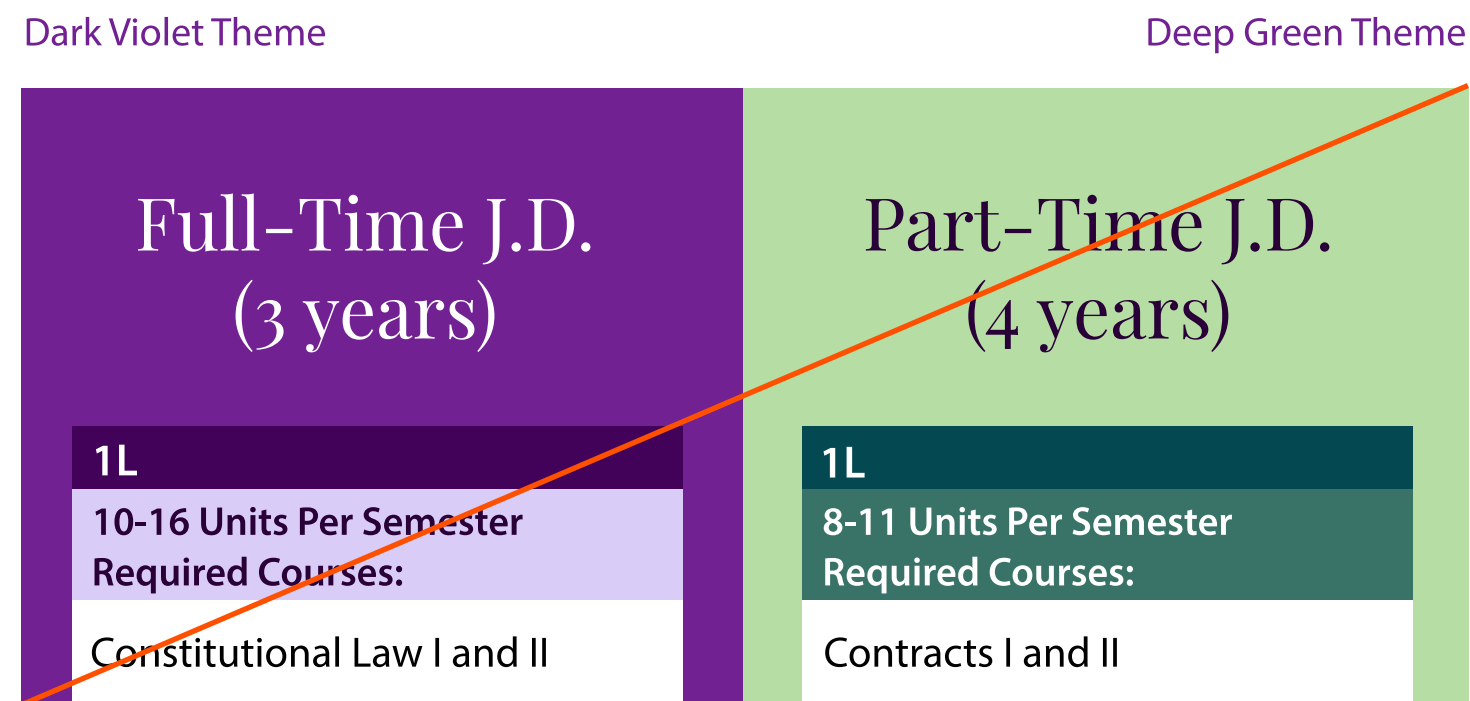 Dark Violet Theme
Deep Green Theme
Full-Time J.D.
(3 years)
1L
10-16 Units Per Semester
Required Courses:
Constitutional Law I and II
Part-Time J.D.
(4 years)
1L
8-11 Units Per Semester
Required Courses:
Contracts I and II